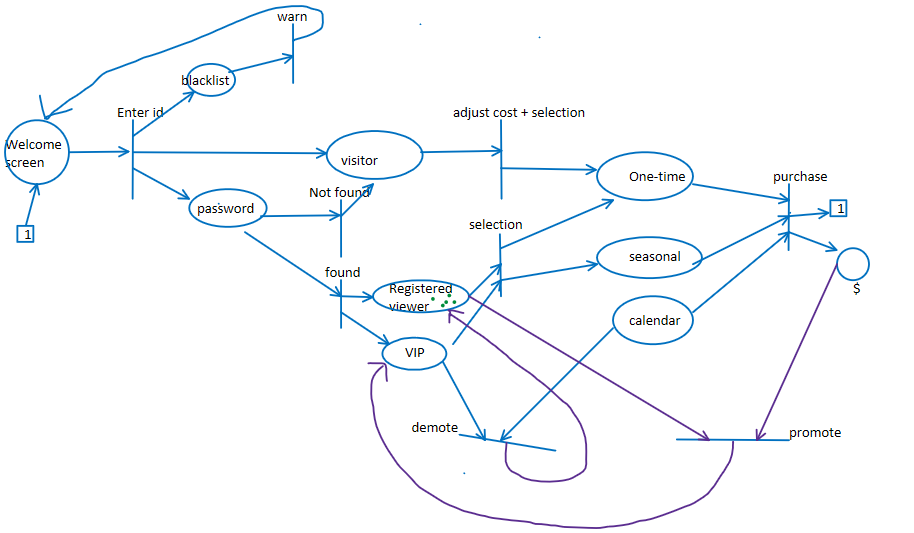 warn
blacklist
Enter id
adjust cost + selection
Welcome
screen
visitor
One-time
purchase
Not found
password
1
selection
1
seasonal
found
Registered
viewer
$
calendar
VIP
demote
promote